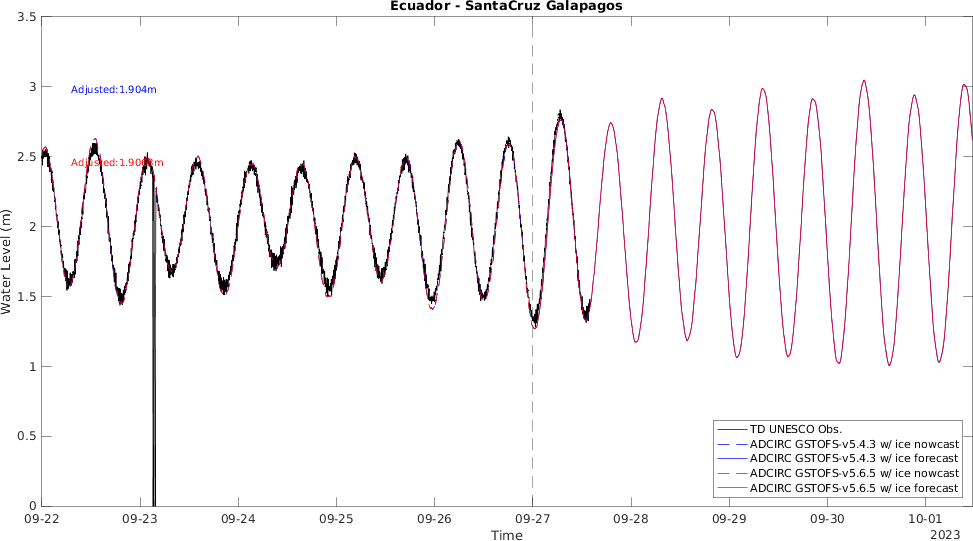 Ecuador - SantaCruz Galapagos
3.5
3
2.5
2
1.5
1
0.5
0
Water Level (m)
Adjusted:1.904m
TD UNESCO Obs.
ADCIRC GSTOFS-v5.4.3 w/ ice nowcast
ADCIRC GSTOFS-v5.4.3 w/ ice forecast
ADCIRC GSTOFS-v5.6.5 w/ ice nowcast
ADCIRC GSTOFS-v5.6.5 w/ ice forecast
09-22 09-23 09-24 09-25 09-26 09-27 09-28 09-29 09-30 10-01
Time
2023